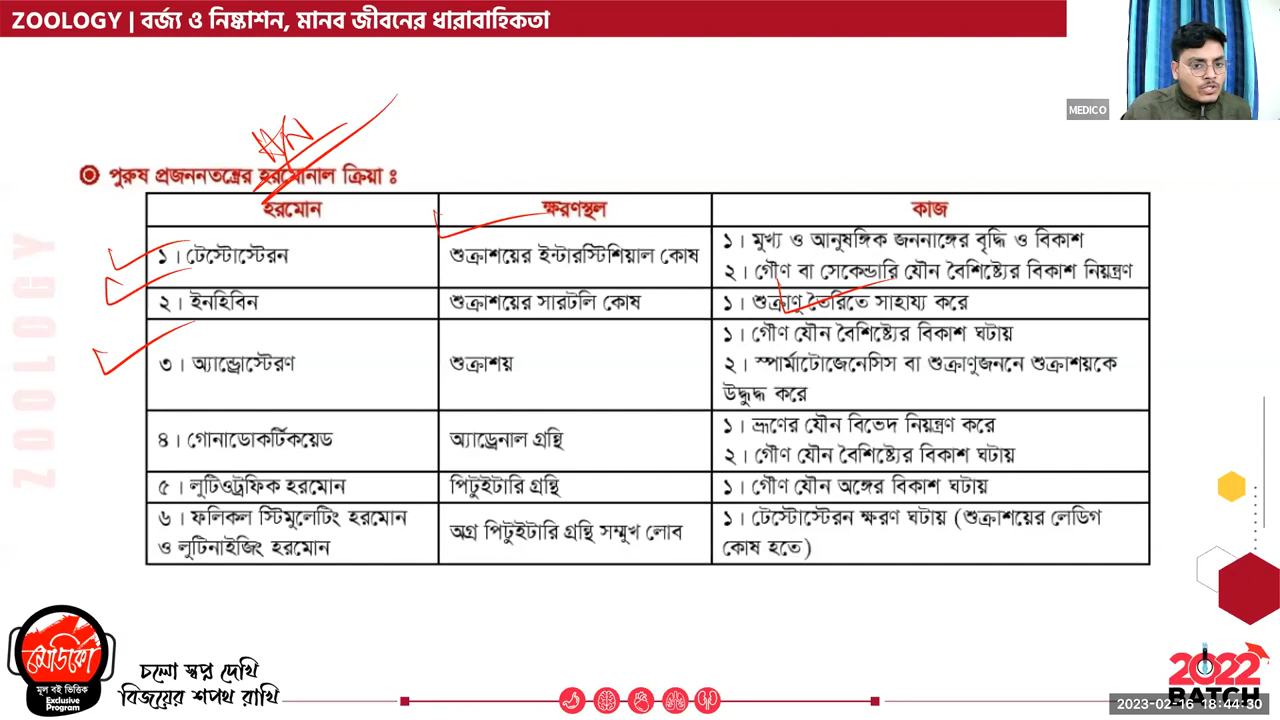 ZOOLOGY | বর্জ্য ও নিষ্কাশন, মানব জীবনের ধারাবাহিকতা
MEDICO
পুরুষ প্রজননতন্ত্রের হরমোনাল ক্রিয়া ঃ
হরমোন ক্ষরণস্থল কাজ
১। টেস্টোস্টেরন শুক্রাশয়ের ইন্টারস্টিশিয়াল কোষ ১। মুখ্য ও আনুষঙ্গিক জননাঙ্গের বৃদ্ধি ও বিকাশ
২। গৌণ বা সেকেন্ডারি যৌন বৈশিষ্ট্যের বিকাশ নিয়ন্ত্রণ
২। ইনহিবিন শুক্রাশয়ের সারটলি কোষ ১। শুক্রাণু তৈরিতে সাহায্য করে
৩। অ্যান্ড্রোস্টেরণ শুক্রাশয় ১। গৌণ যৌন বৈশিষ্ট্যের বিকাশ ঘটায়
২। স্পার্মাটোজেনেসিস বা শুক্রাণুজননে শুক্রাশয়কে
উদ্ধুদ্ধ করে
৪। গোনাডোকর্টিকয়েড অ্যাড্রেনাল গ্রন্থি ১। ভ্রূণের যৌন বিভেদ নিয়ন্ত্রণ করে
২। গৌণ যৌন বৈশিষ্ট্যের বিকাশ ঘটায়
৫। লুটিওট্রফিক হরমোন পিটুইটারি গ্রন্থি ১। গৌণ যৌন অঙ্গের বিকাশ ঘটায়
৬। ফলিকল স্টিমুলেটিং হরমোন
ও লুটিনাইজিং হরমোন অগ্র পিটুইটারি গ্রন্থি সম্মুখ লোব ১। টেস্টোস্টেরন ক্ষরণ ঘটায় (শুক্রাশয়ের লেডিগ
কোষ হতে)
ZOOLOGY
মেডিকো
মূল বই ভিত্তিক
Exclusive
Program
চলো স্বপ্ন দেখি
বিজয়ের শপথ রাখি
2022
BATCH
2023-02-16 18:44:30